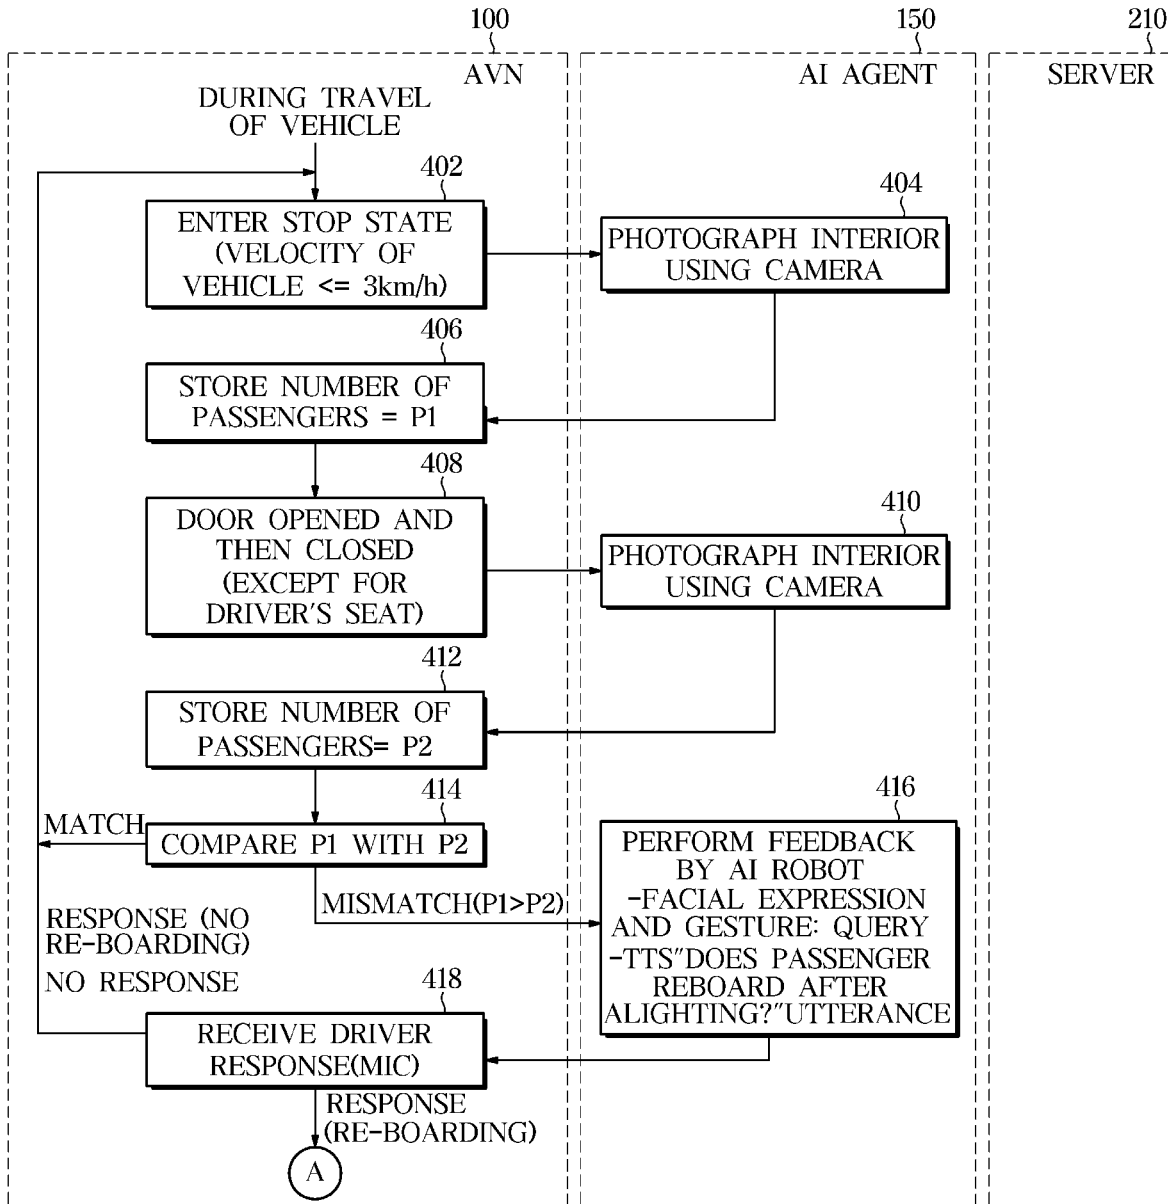 100
150
210
AVN
AI AGENT
SERVER
DURING TRAVEL
OF VEHICLE
402
ENTER STOP STATE
(VELOCITY OF
VEHICLE <= 3km/h)
404
PHOTOGRAPH INTERIOR
USING CAMERA
406
STORE NUMBER OF
PASSENGERS = P1
408
DOOR OPENED AND
THEN CLOSED
(EXCEPT FOR
DRIVER'S SEAT)
410
PHOTOGRAPH INTERIOR
USING CAMERA
412
STORE NUMBER OF
PASSENGERS= P2
414
MATCH
COMPARE P1 WITH P2
MISMATCH(P1>P2)
416
PERFORM FEEDBACK
BY AI ROBOT
-FACIAL EXPRESSION
AND GESTURE: QUERY
-TTS"DOES PASSENGER
REBOARD AFTER
ALIGHTING?"UTTERANCE
RESPONSE (NO
RE-BOARDING)
NO RESPONSE
418
RECEIVE DRIVER
RESPONSE(MIC)
RESPONSE
(RE-BOARDING)
A